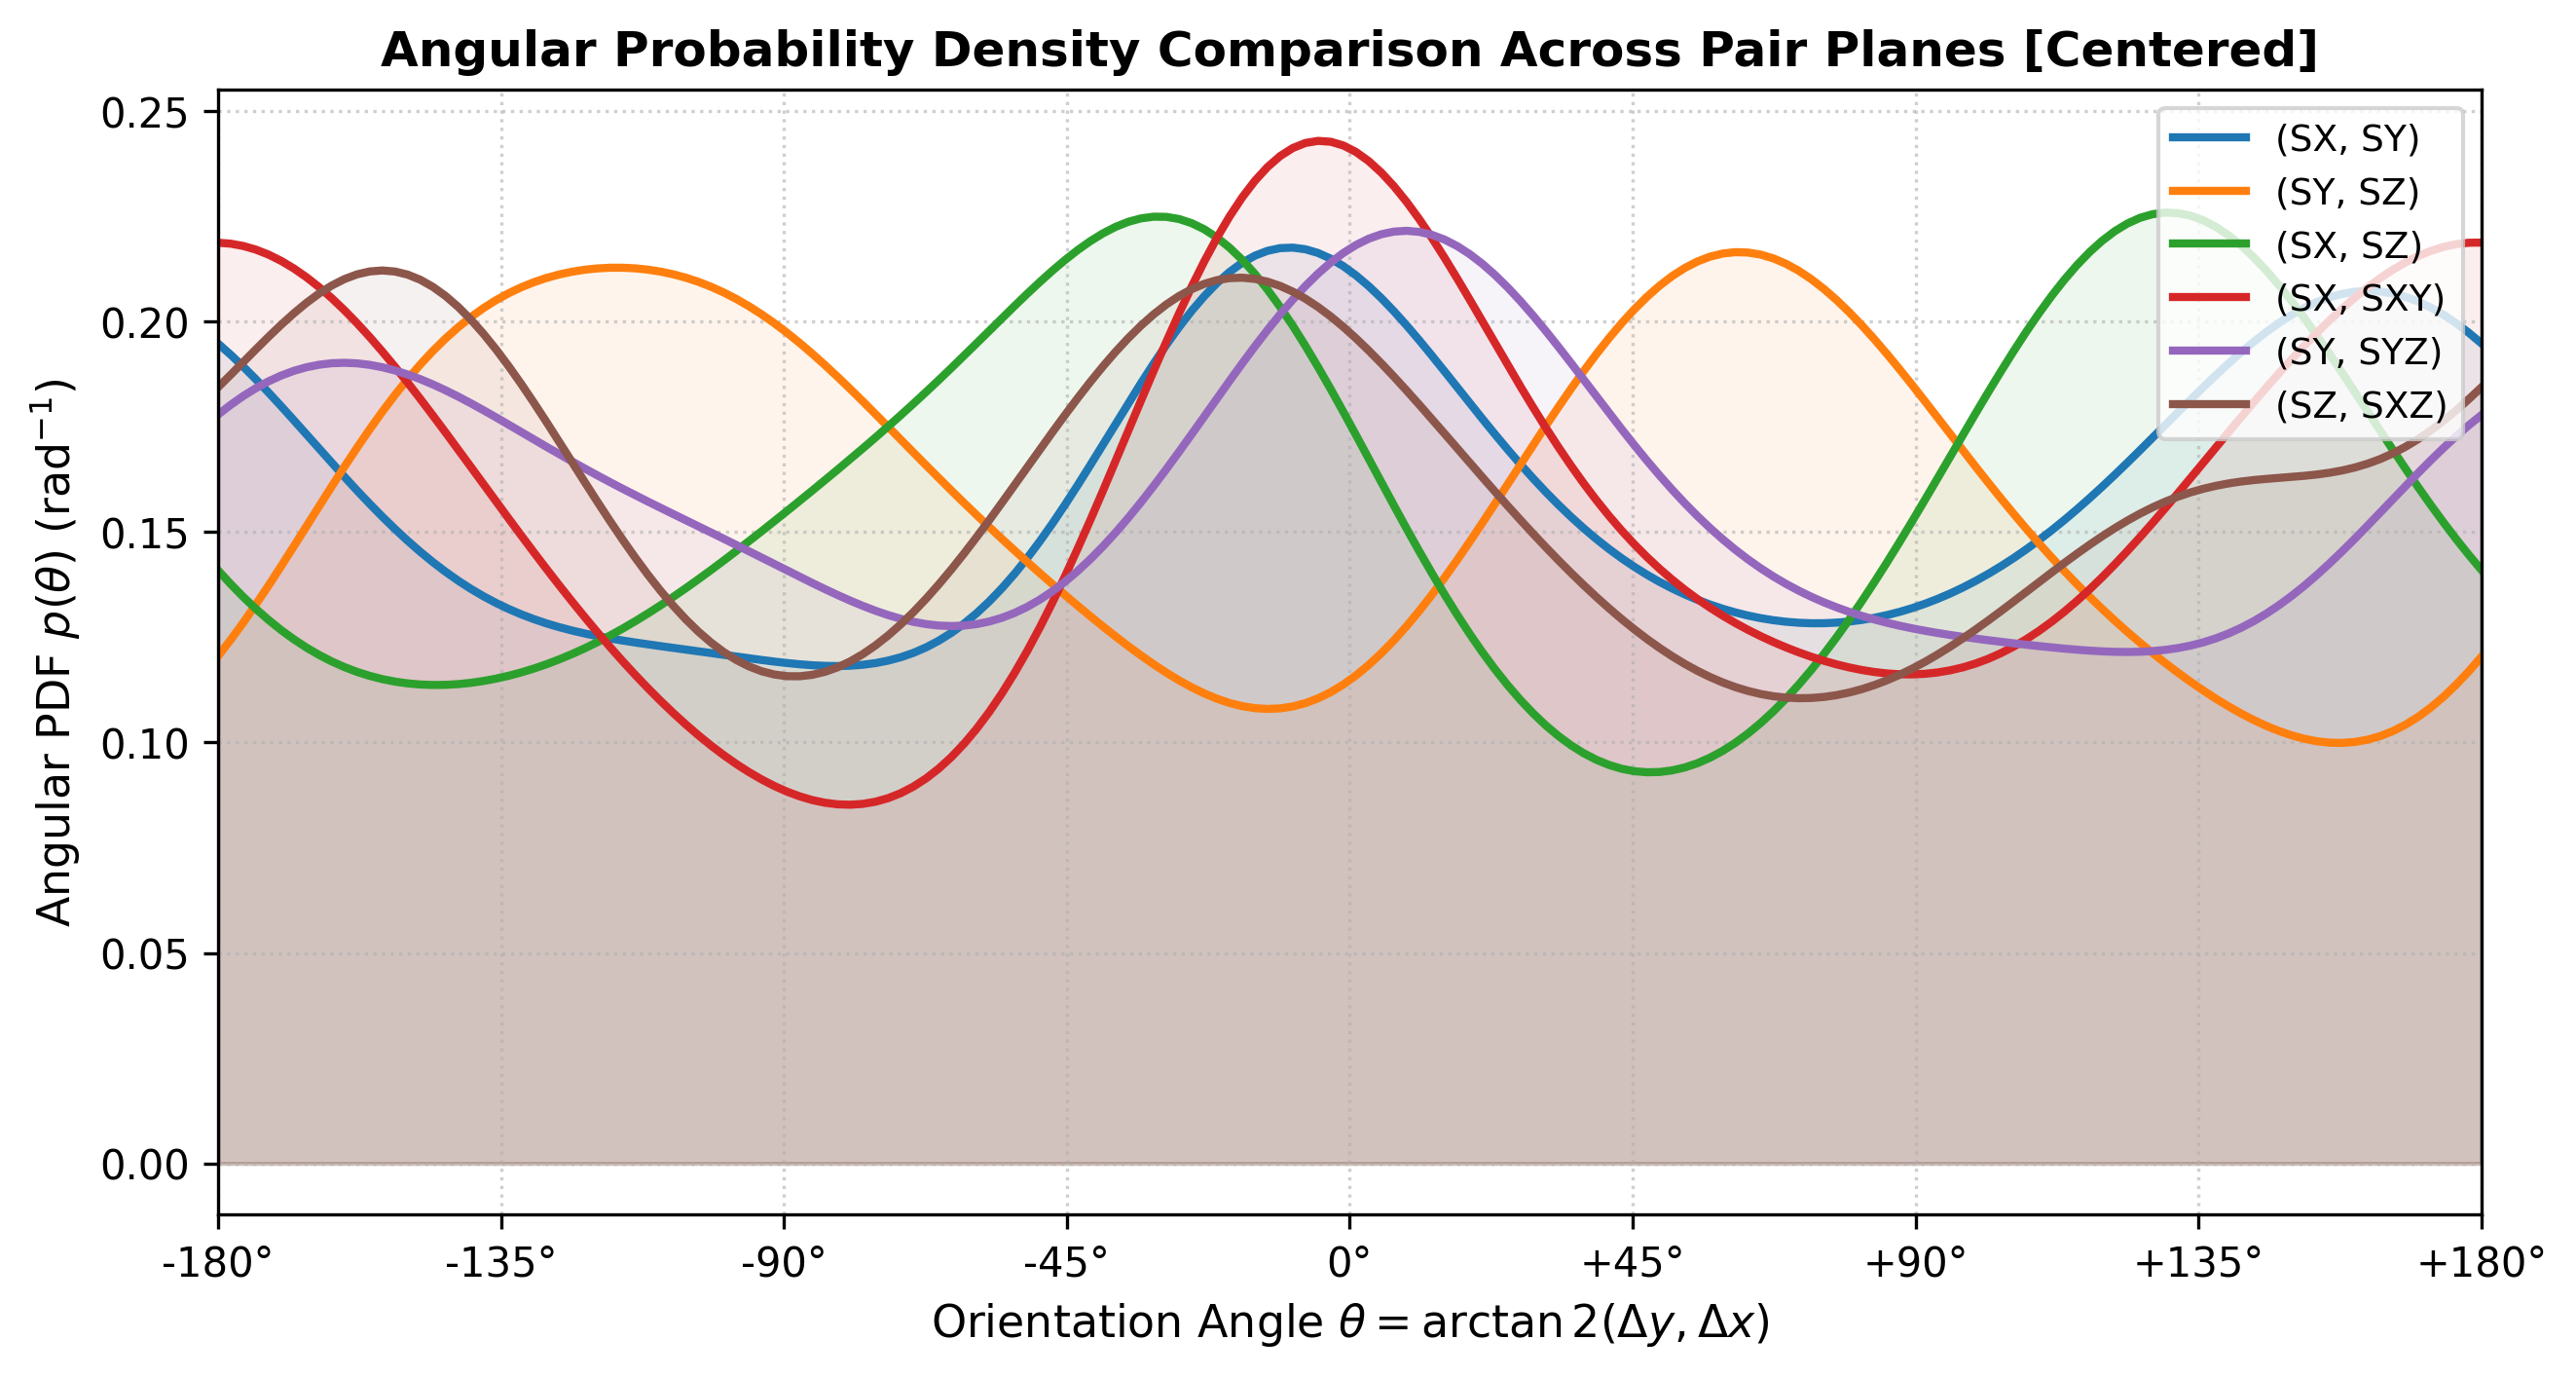 Angular Probability Density Comparison Across Pair Planes [Centered]
Angular PDF p(θ) (rad⁻¹)
0.25
0.20
0.15
0.10
0.05
0.00
(SX, SY)
(SY, SZ)
(SX, SZ)
(SX, SXY)
(SY, SYZ)
(SZ, SXZ)
-180° -135° -90° -45° 0° +45° +90° +135° +180°
Orientation Angle θ = arctan 2(Δy, Δx)